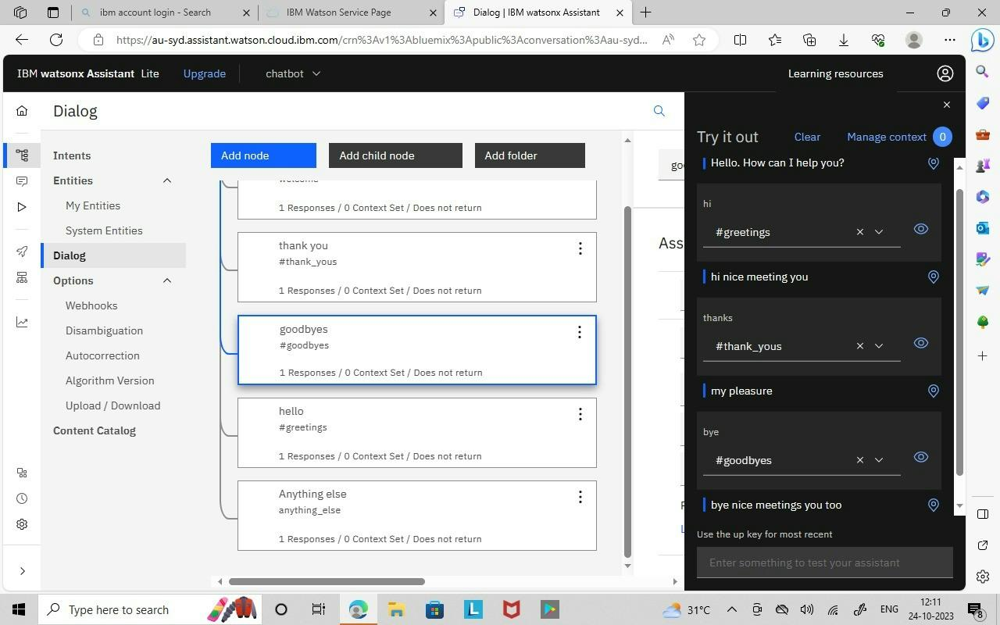 ibm account login - Search
IBM Watson Service Page
Dialog | IBM watsonx Assistant
https://au-syd.assistant.watson.cloud.ibm.com/crn%3Av1%3Abluemix%3Apublic%3Aconversation%3Aau-syd...
IBM watsonx Assistant Lite
Upgrade
chatbot
Learning resources
Dialog
Intents
Entities
My Entities
System Entities
Dialog
Options
Webhooks
Disambiguation
Autocorrection
Algorithm Version
Upload / Download
Content Catalog
Add node
Add child node
Add folder
welcome
1 Responses / 0 Context Set / Does not return
thank you
#thank_yous
1 Responses / 0 Context Set / Does not return
goodbyes
#goodbyes
1 Responses / 0 Context Set / Does not return
hello
#greetings
1 Responses / 0 Context Set / Does not return
Anything else
anything_else
1 Responses / 0 Context Set / Does not return
go
Ass
Try it out
Clear
Manage context
0
Hello. How can I help you?
hi
#greetings
hi nice meeting you
thanks
#thank_yous
my pleasure
bye
#goodbyes
bye nice meetings you too
Use the up key for most recent
Enter something to test your assistant
Type here to search
31°C
ENG
12:11
24-10-2023
8